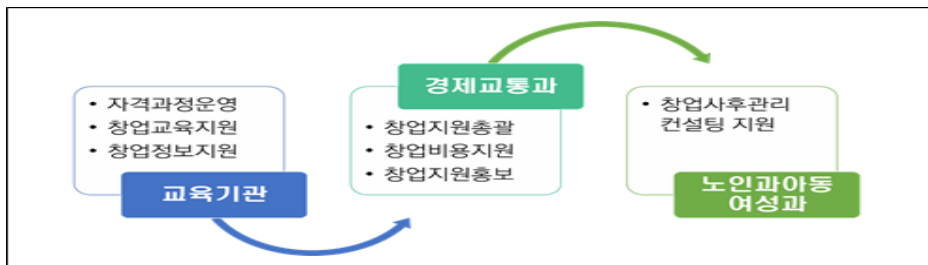 • 자격과정운영
• 창업교육지원
• 창업정보지원
교육기관
경제교통과
• 창업지원총괄
• 창업비용지원
• 창업지원홍보
• 창업사후관리
컨설팅 지원
노인과아동
여성과